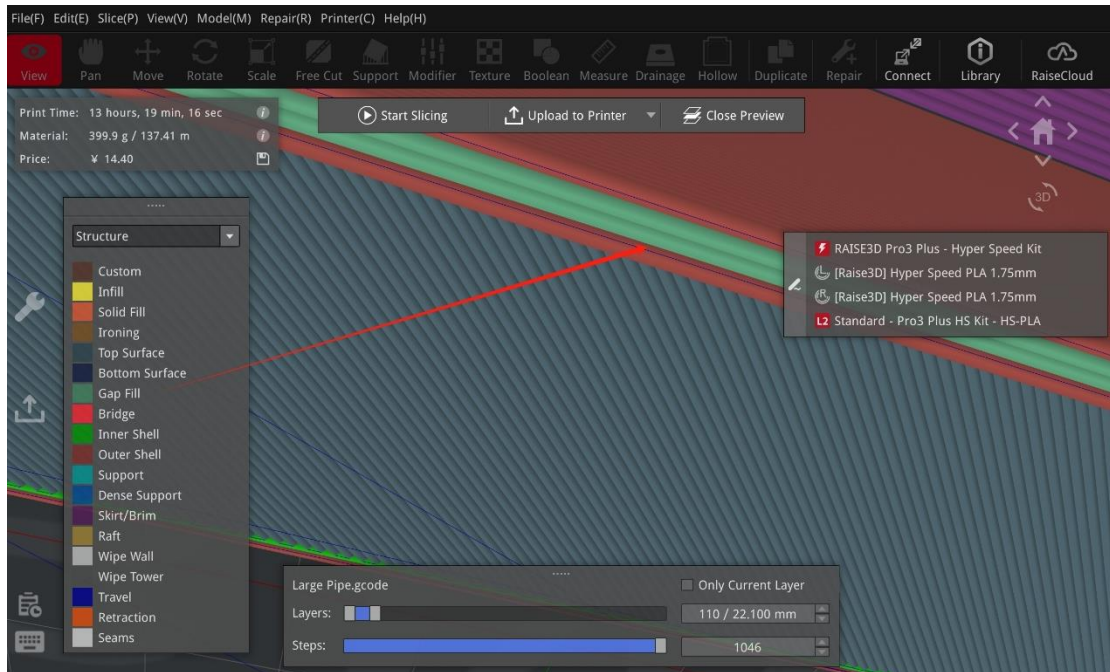 File(F) Edit(E) Slice(P) View(V) Model(M) Repair(R) Printer(C) Help(H)
View Pan Move Rotate Scale Free Cut Support Modifier Texture Boolean Measure Drainage Hollow Duplicate Repair Connect Library RaiseCloud
Print Time: 13 hours, 19 min, 16 sec
Material: 399.9 g / 137.41 m
Price: ¥ 14.40
Start Slicing Upload to Printer Close Preview
3D
Structure
Custom
Infill
Solid Fill
Ironing
Top Surface
Bottom Surface
Gap Fill
Bridge
Inner Shell
Outer Shell
Support
Dense Support
Skirt/Brim
Raft
Wipe Wall
Wipe Tower
Travel
Retraction
Seams
RAISE3D Pro3 Plus - Hyper Speed Kit
L [Raise3D] Hyper Speed PLA 1.75mm
R [Raise3D] Hyper Speed PLA 1.75mm
L2 Standard - Pro3 Plus HS Kit - HS-PLA
Large Pipe.gcode Only Current Layer
Layers: 110 / 22.100 mm
Steps: 1046